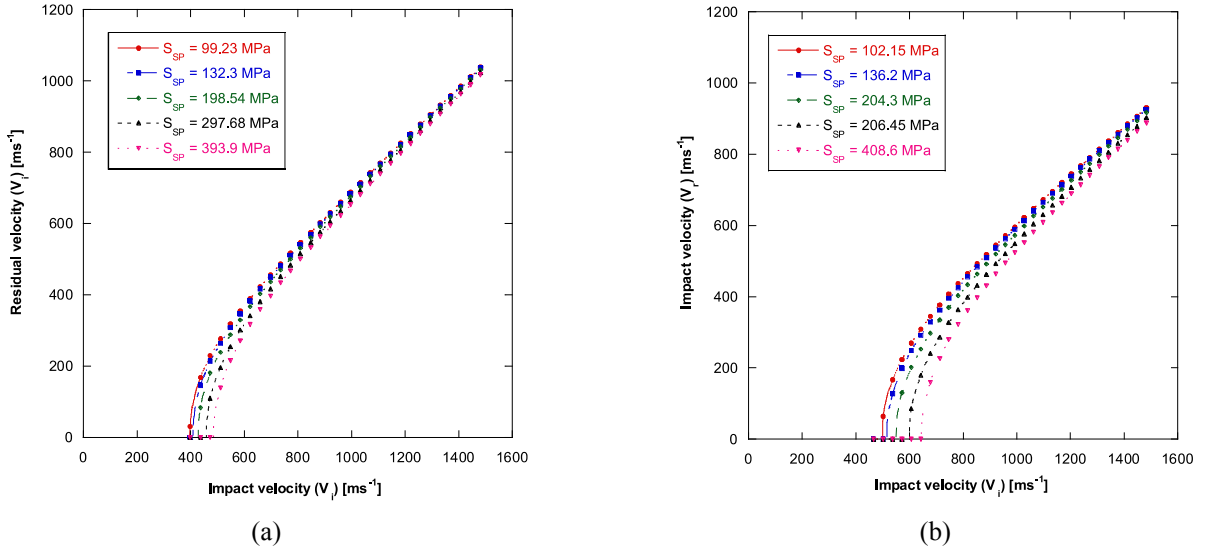 1200
1000
800
600
400
200
0
Residual velocity (V_i) [ms^-1]
S_SP = 99.23 MPa
S_SP = 132.3 MPa
S_SP = 198.54 MPa
S_SP = 297.68 MPa
S_SP = 393.9 MPa
0 200 400 600 800 1000 1200 1400 1600
Impact velocity (V_i) [ms^-1]
(a)
1200
1000
800
600
400
200
0
Impact velocity (V_r) [ms^-1]
S_SP = 102.15 MPa
S_SP = 136.2 MPa
S_SP = 204.3 MPa
S_SP = 206.45 MPa
S_SP = 408.6 MPa
0 200 400 600 800 1000 1200 1400 1600
Impact velocity (V_i) [ms^-1]
(b)